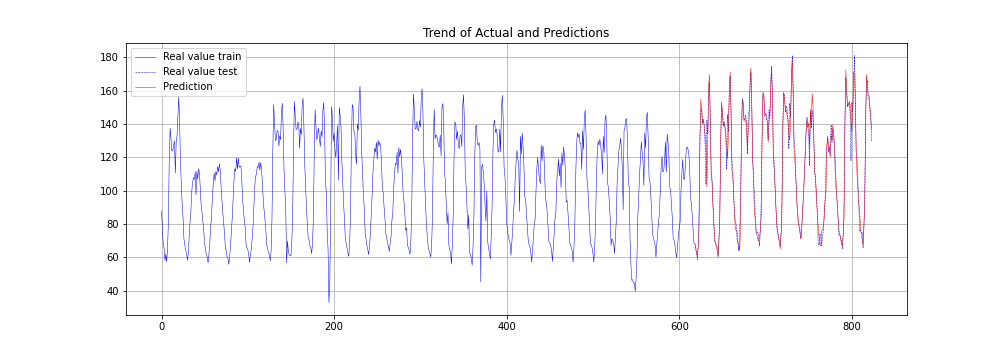 Trend of Actual and Predictions
Real value train
Real value test
Prediction
180
160
140
120
100
80
60
40
0 200 400 600 800